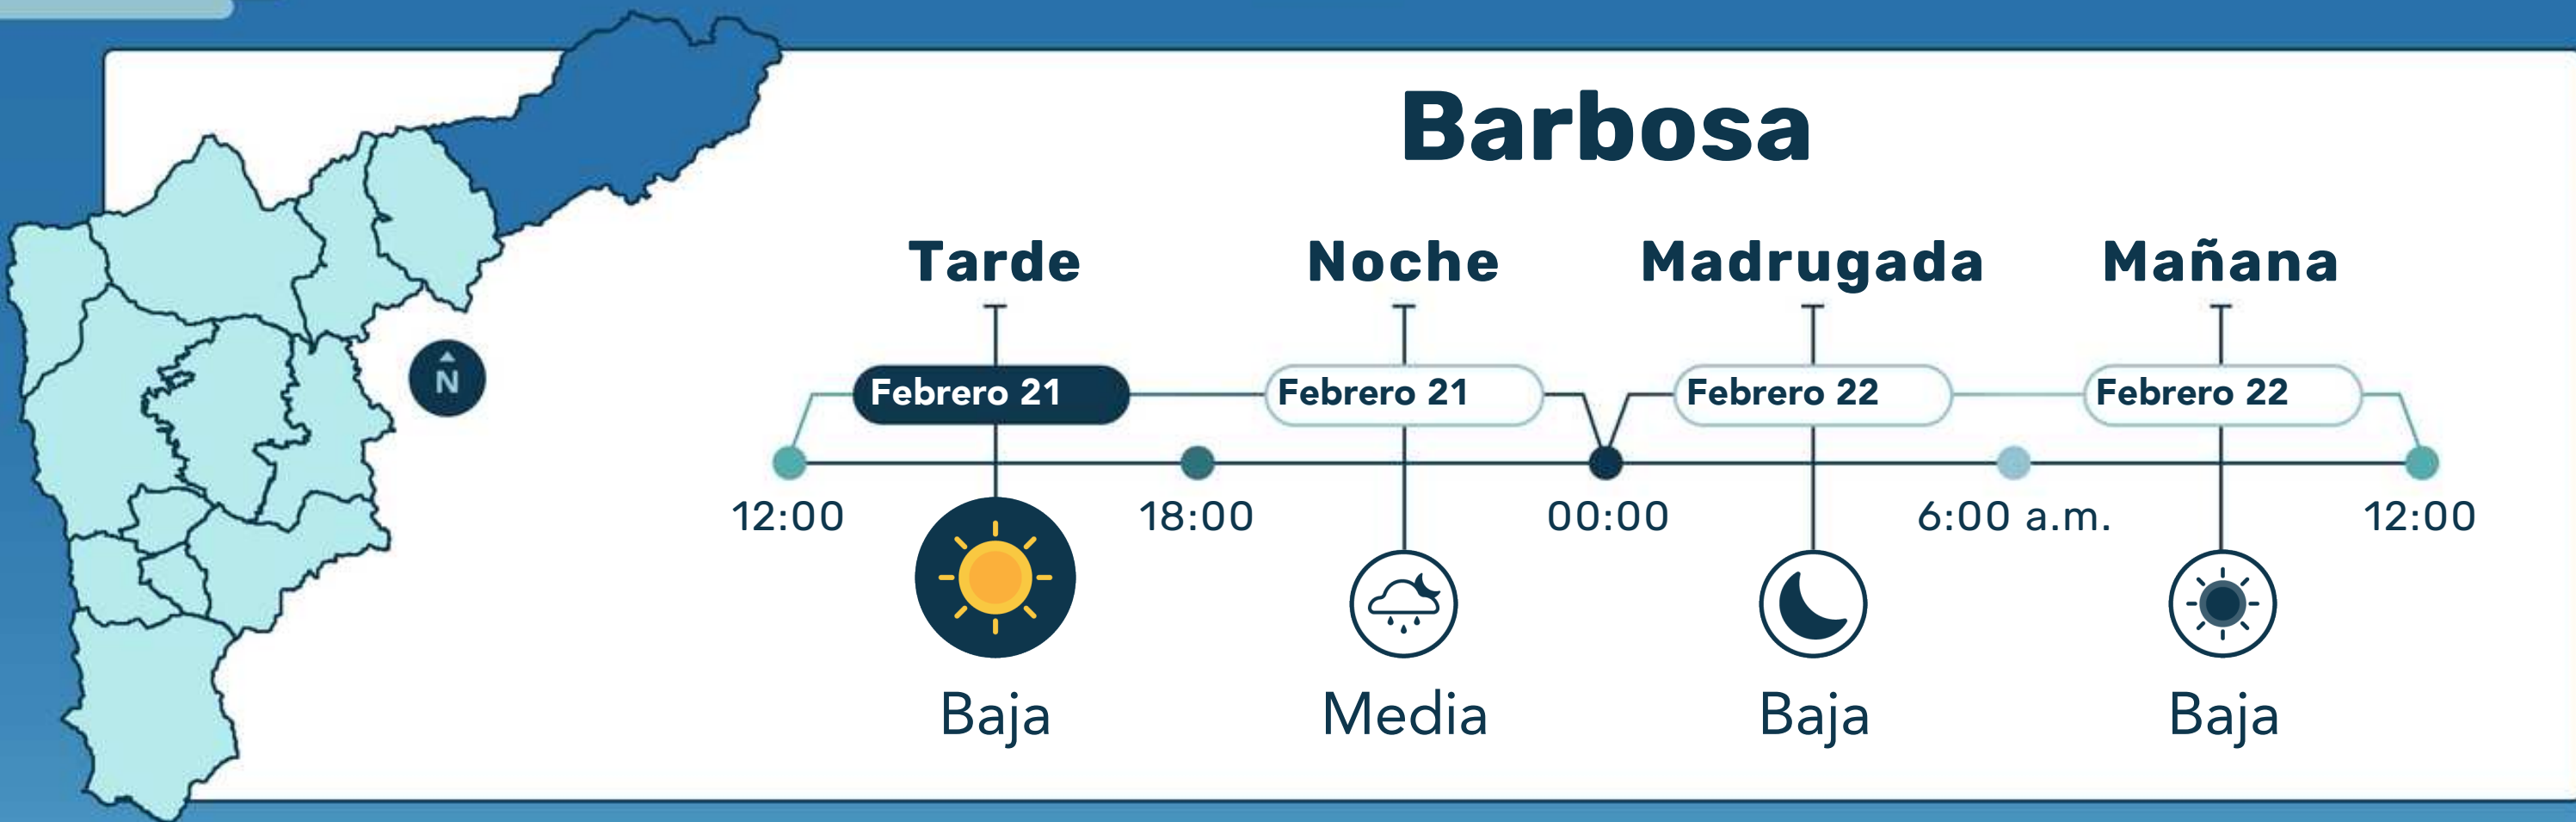 Barbosa
Tarde Noche Madrugada Mañana
Febrero 21 Febrero 21 Febrero 22 Febrero 22
N
12:00 18:00 00:00 6:00 a.m. 12:00
Baja Media Baja Baja